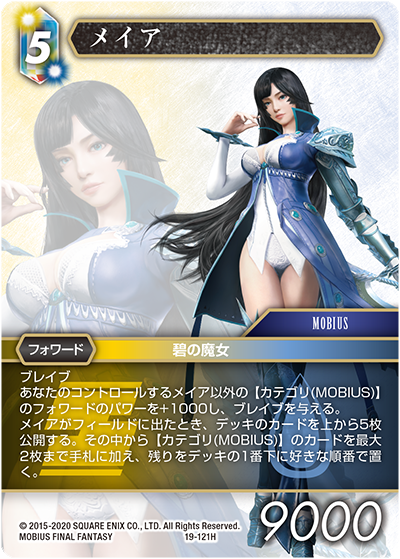 5
メイア
MOBIUS
フォワード
碧の魔女
ブレイブ
あなたのコントロールするメイア以外の【カテゴリ(MOBIUS)】
のフォワードのパワーを+1000し、ブレイブを与える。
メイアがフィールドに出たとき、デッキのカードを上から5枚
公開する。その中から【カテゴリ(MOBIUS)】のカードを最大
2枚まで手札に加え、残りをデッキの1番下に好きな順番で置
く。
© 2015-2020 SQUARE ENIX CO., LTD. All Rights Reserved.
MOBIUS FINAL FANTASY
19-121H
9000